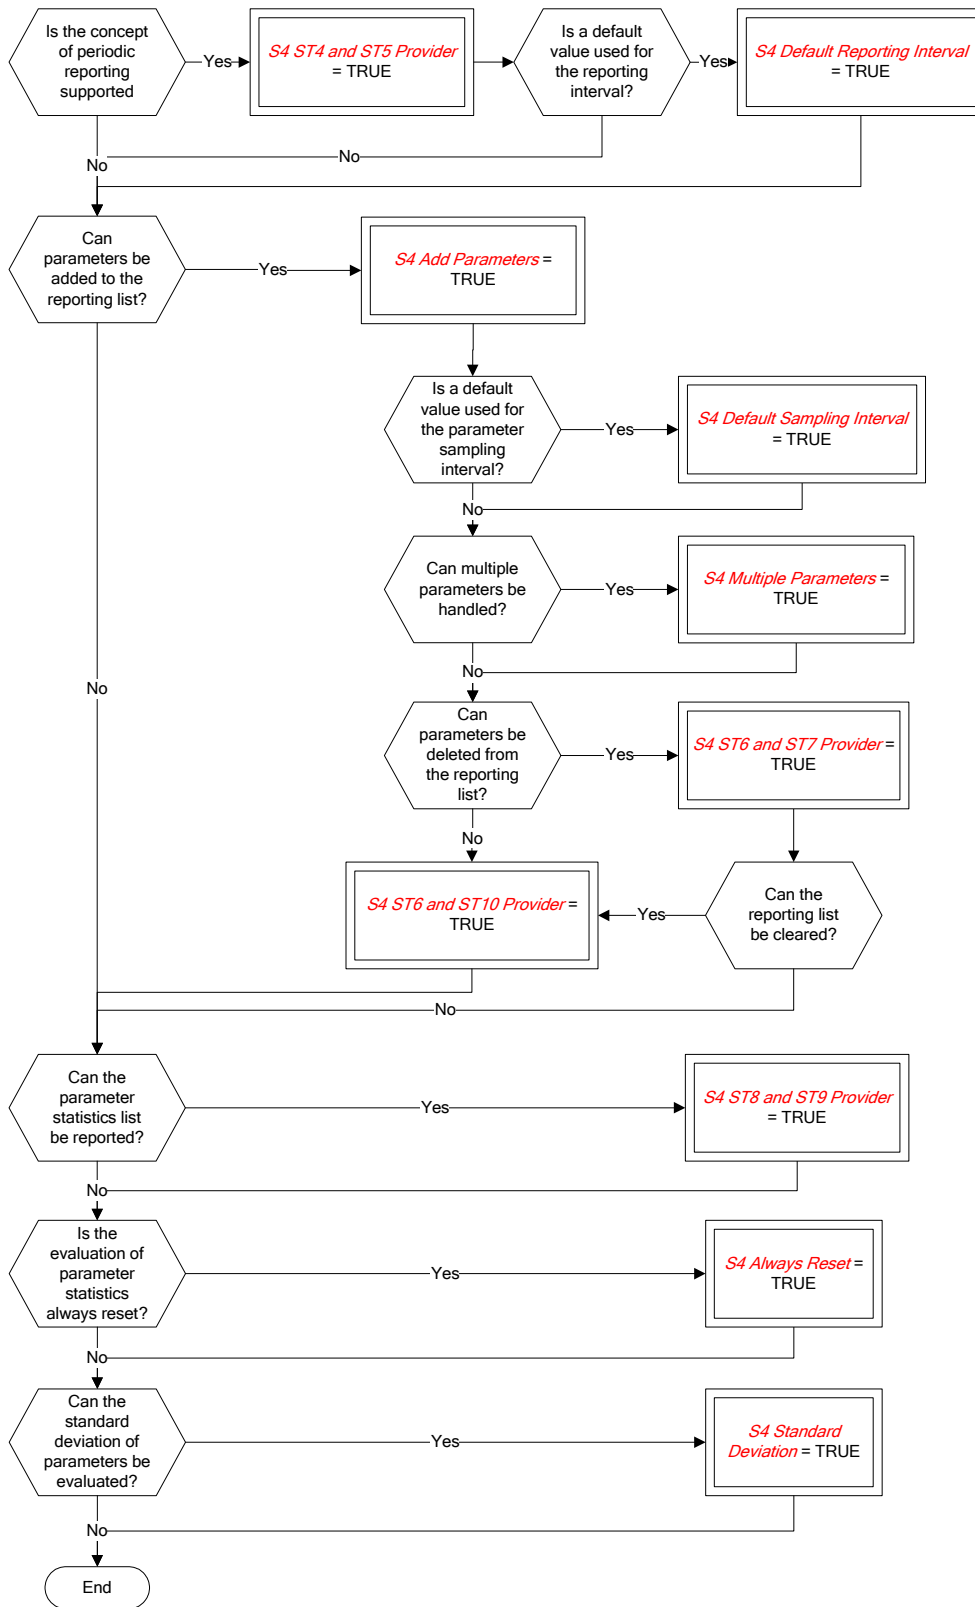 Is the concept
of periodic
reporting
supported
Yes
S4 ST4 and ST5 Provider
= TRUE
Is a default
value used for
the reporting
interval?
Yes
S4 Default Reporting Interval
= TRUE
No
No
Can
parameters be
added to the
reporting list?
Yes
S4 Add Parameters =
TRUE
Is a default
value used for
the parameter
sampling
interval?
Yes
S4 Default Sampling Interval
= TRUE
No
Can multiple
parameters be
handled?
Yes
S4 Multiple Parameters =
TRUE
No
No
Can
parameters be
deleted from
the reporting
list?
Yes
S4 ST6 and ST7 Provider =
TRUE
No
S4 ST6 and ST10 Provider =
TRUE
Yes
Can the
reporting list
be cleared?
No
Can the
parameter
statistics list
be reported?
Yes
S4 ST8 and ST9 Provider
= TRUE
No
Is the
evaluation of
parameter
statistics
always reset?
Yes
S4 Always Reset =
TRUE
No
Can the
standard
deviation of
parameters be
evaluated?
Yes
S4 Standard
Deviation = TRUE
No
End